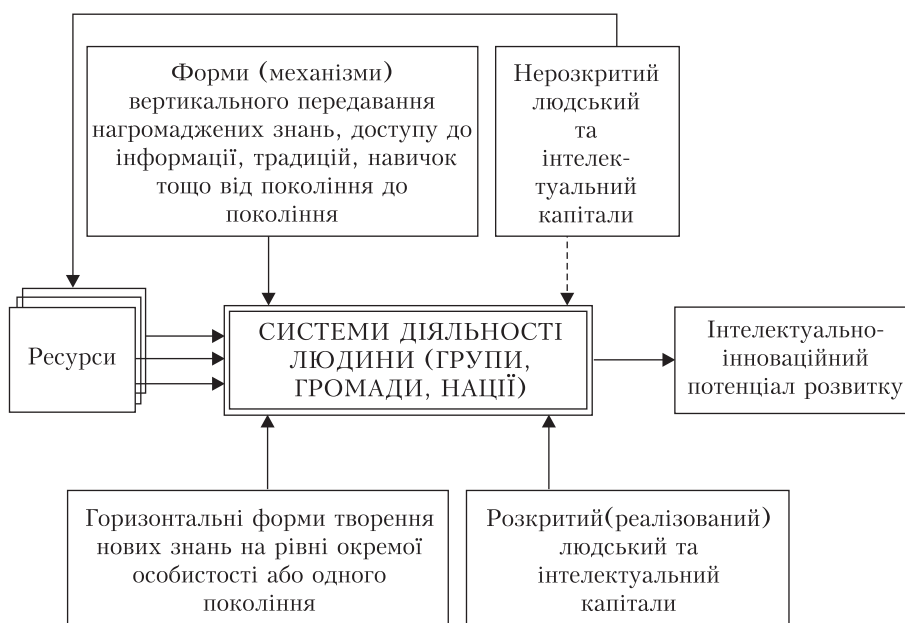 Форми (механізми)
вертикального передавання
нагромаджених знань, доступу до
інформації, традицій, навичок
тощо від покоління до
покоління
Нерозкритий
людський
та
інтелек-
туальний
капітали
Ресурси
СИСТЕМИ ДІЯЛЬНОСТІ
ЛЮДИНИ (ГРУПИ,
ГРОМАДИ, НАЦІЇ)
Інтелектуально-
інноваційний
потенціал розвитку
Горизонтальні форми творення
нових знань на рівні окремої
особистості або одного
покоління
Розкритий(реалізований)
людський та
інтелектуальний
капітали